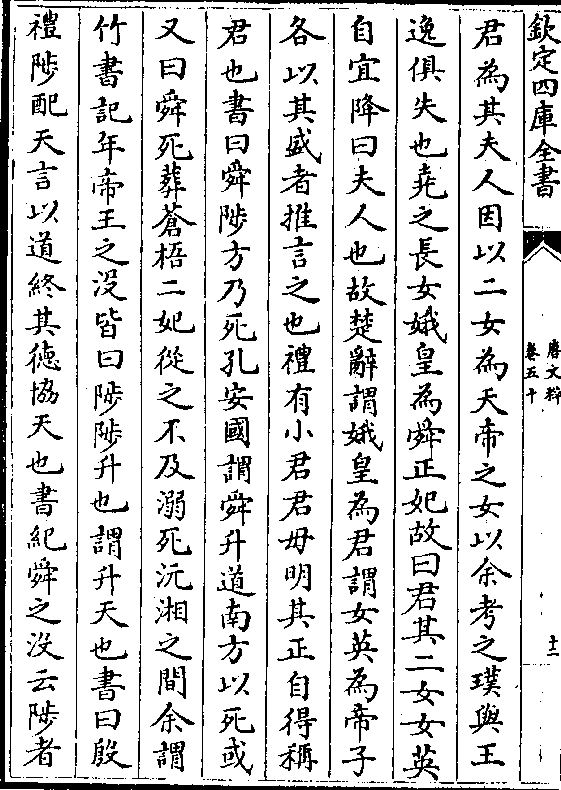 欽定四庫全書
唐文粹
卷五十
十二
君為其夫人因以二女為天帝之女以余考之璞與王
逸俱失也堯之長女娥皇為舜正妃故曰君其二女女英
自宜降曰夫人也故楚辭謂娥皇為君謂女英為帝子
各以其盛者推言之也禮有小君君母明其正自得稱
君也書曰舜陟方乃死孔安國謂舜升道南方以死或
又曰舜死葬蒼梧二妃從之不及溺死沅湘之間余謂
竹書記年帝王之没皆曰陟陟升也謂升天也書曰殷
禮陟配天言以道終其徳協天也書紀舜之没云陟者